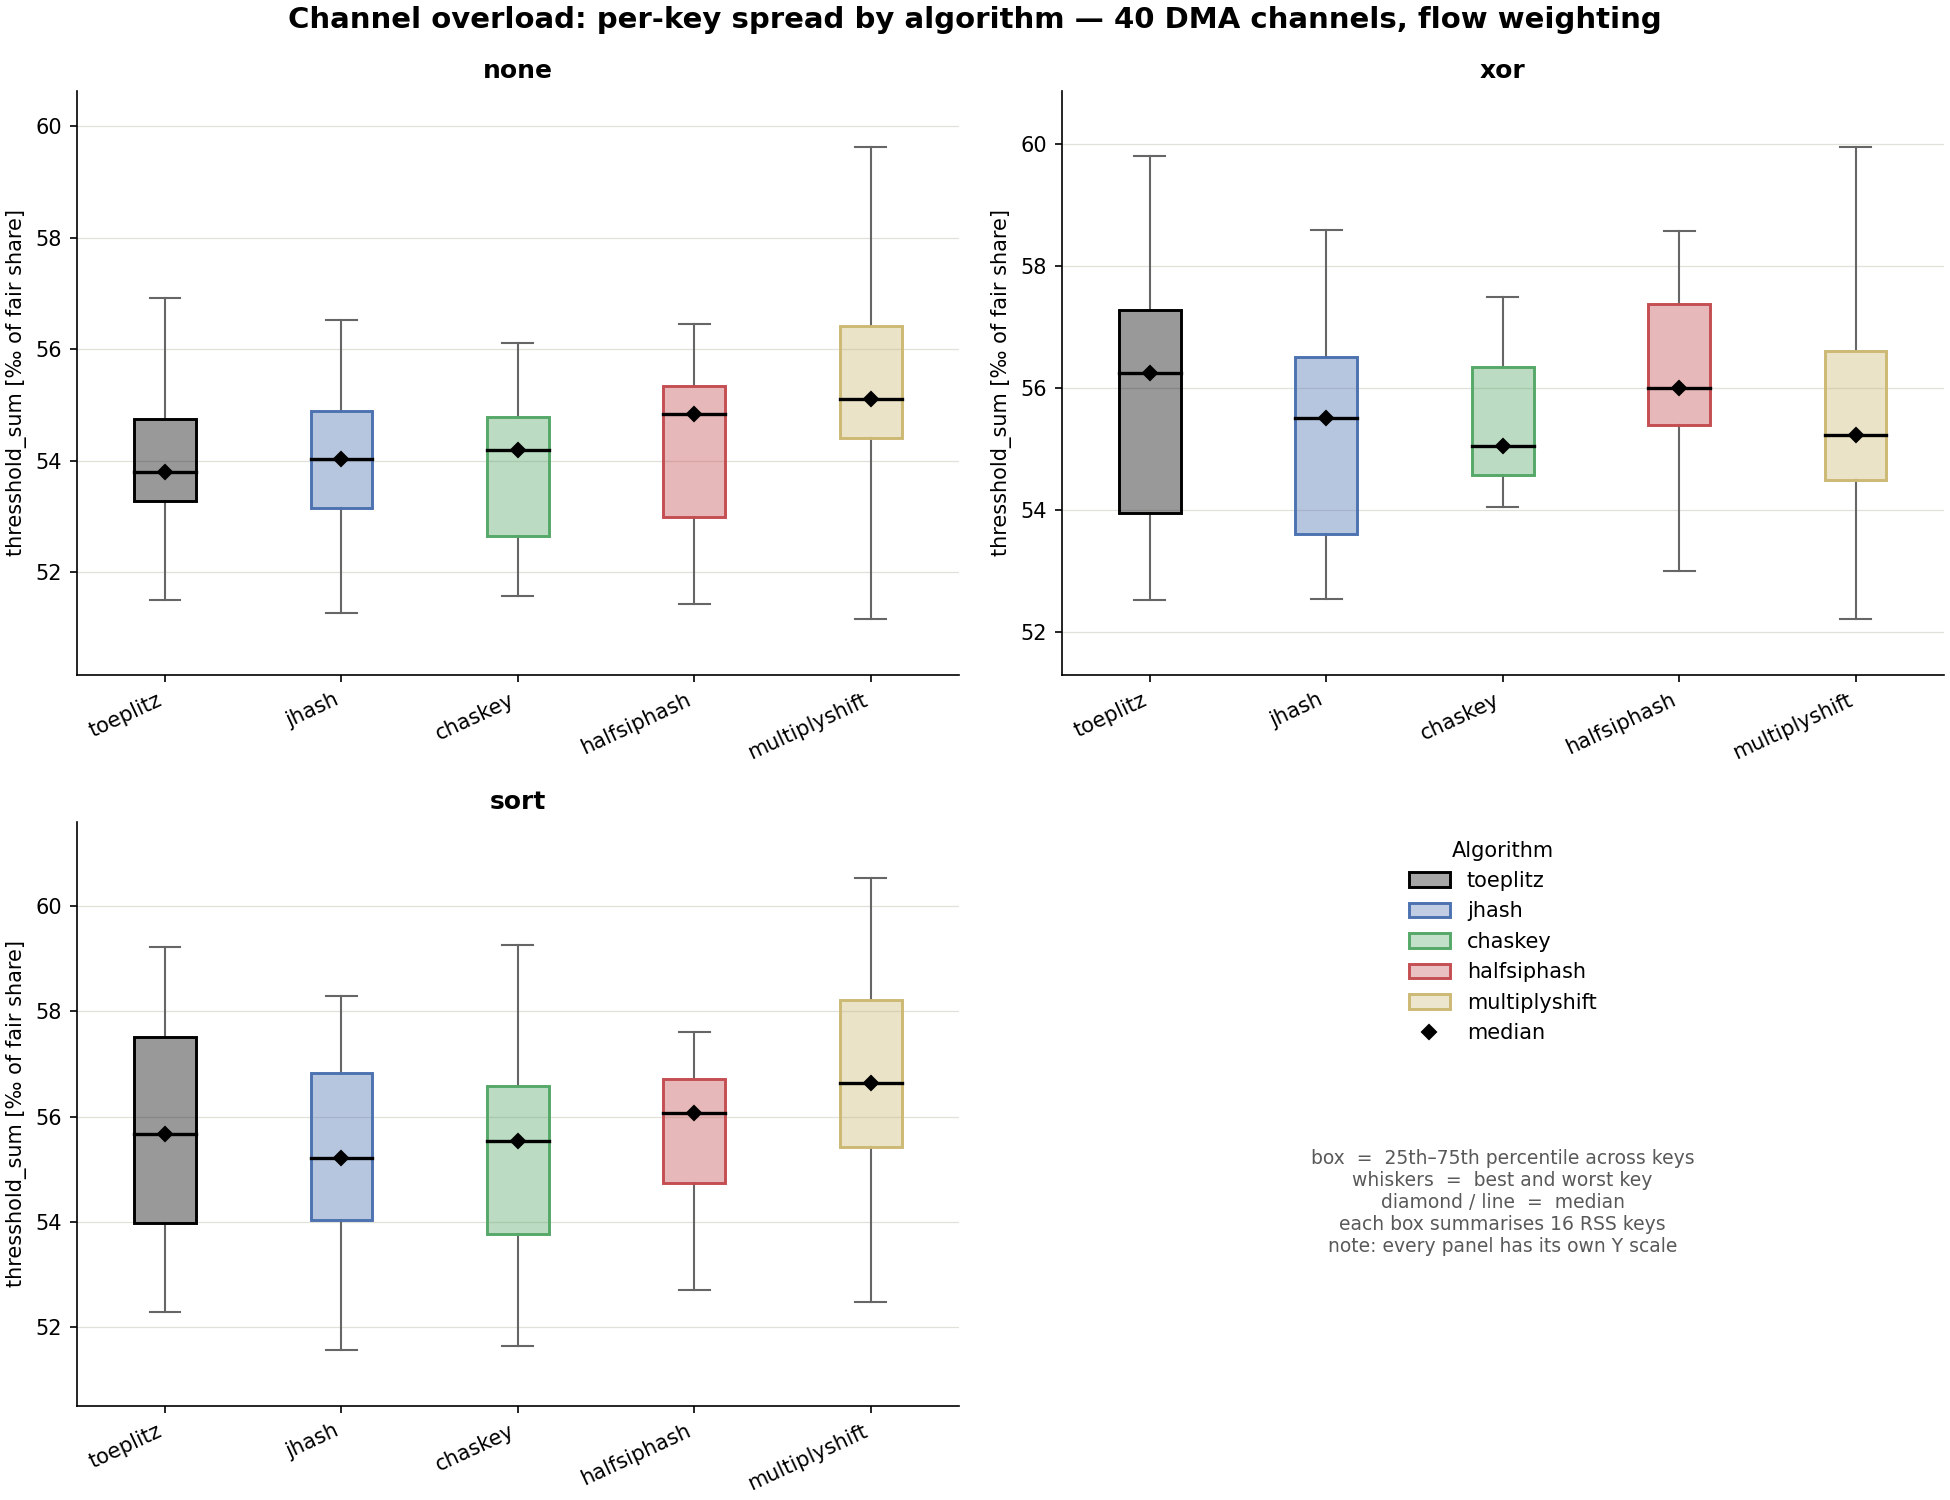 Channel overload: per-key spread by algorithm — 40 DMA channels, flow weighting
none
thresshold_sum [‰ of fair share]
60
58
56
54
52
toeplitz
jhash
chaskey
halfsiphash
multiplyshift
xor
thresshold_sum [‰ of fair share]
60
58
56
54
52
toeplitz
jhash
chaskey
halfsiphash
multiplyshift
sort
thresshold_sum [‰ of fair share]
60
58
56
54
52
toeplitz
jhash
chaskey
halfsiphash
multiplyshift
Algorithm
toeplitz
jhash
chaskey
halfsiphash
multiplyshift
median
box = 25th–75th percentile across keys
whiskers = best and worst key
diamond / line = median
each box summarises 16 RSS keys
note: every panel has its own Y scale